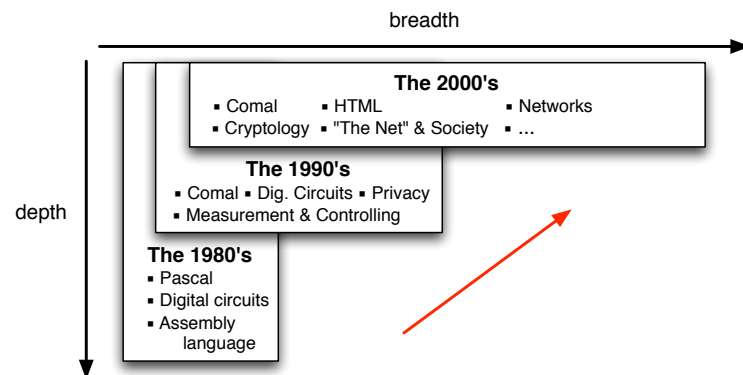 breadth
The 2000's
▪ Comal ▪ HTML ▪ Networks
▪ Cryptology ▪ "The Net" & Society ▪ ...
The 1990's
▪ Comal ▪ Dig. Circuits ▪ Privacy
▪ Measurement & Controlling
depth
The 1980's
▪ Pascal
▪ Digital circuits
▪ Assembly
language